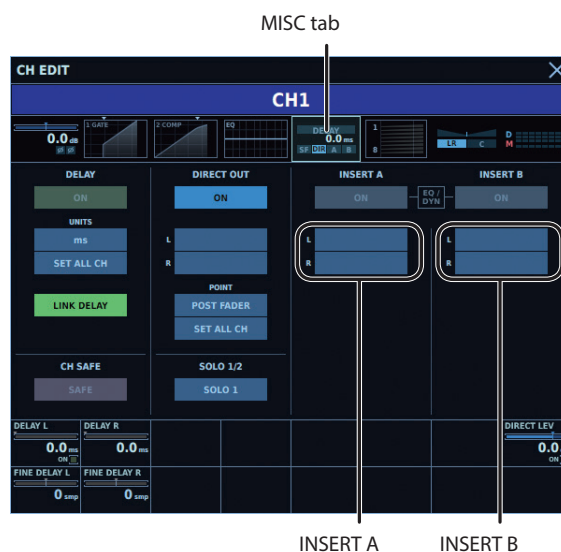 MISC tab
CH EDIT
CH1
0.0 dB
1 GATE
2 COMP
EQ
DELAY
0.0 ms
SF DIR A B
1
8
LR C
D
M
DELAY DIRECT OUT INSERT A INSERT B
ON ON ON EQ / DYN ON
UNITS
ms L L L
SET ALL CH R R R
POINT
LINK DELAY POST FADER
SET ALL CH
CH SAFE SOLO 1/2
SAFE SOLO 1
DELAY L DELAY R DIRECT LEV
0.0 ms 0.0 ms 0.0
ON ON
FINE DELAY L FINE DELAY R
0 smp 0 smp
INSERT A INSERT B